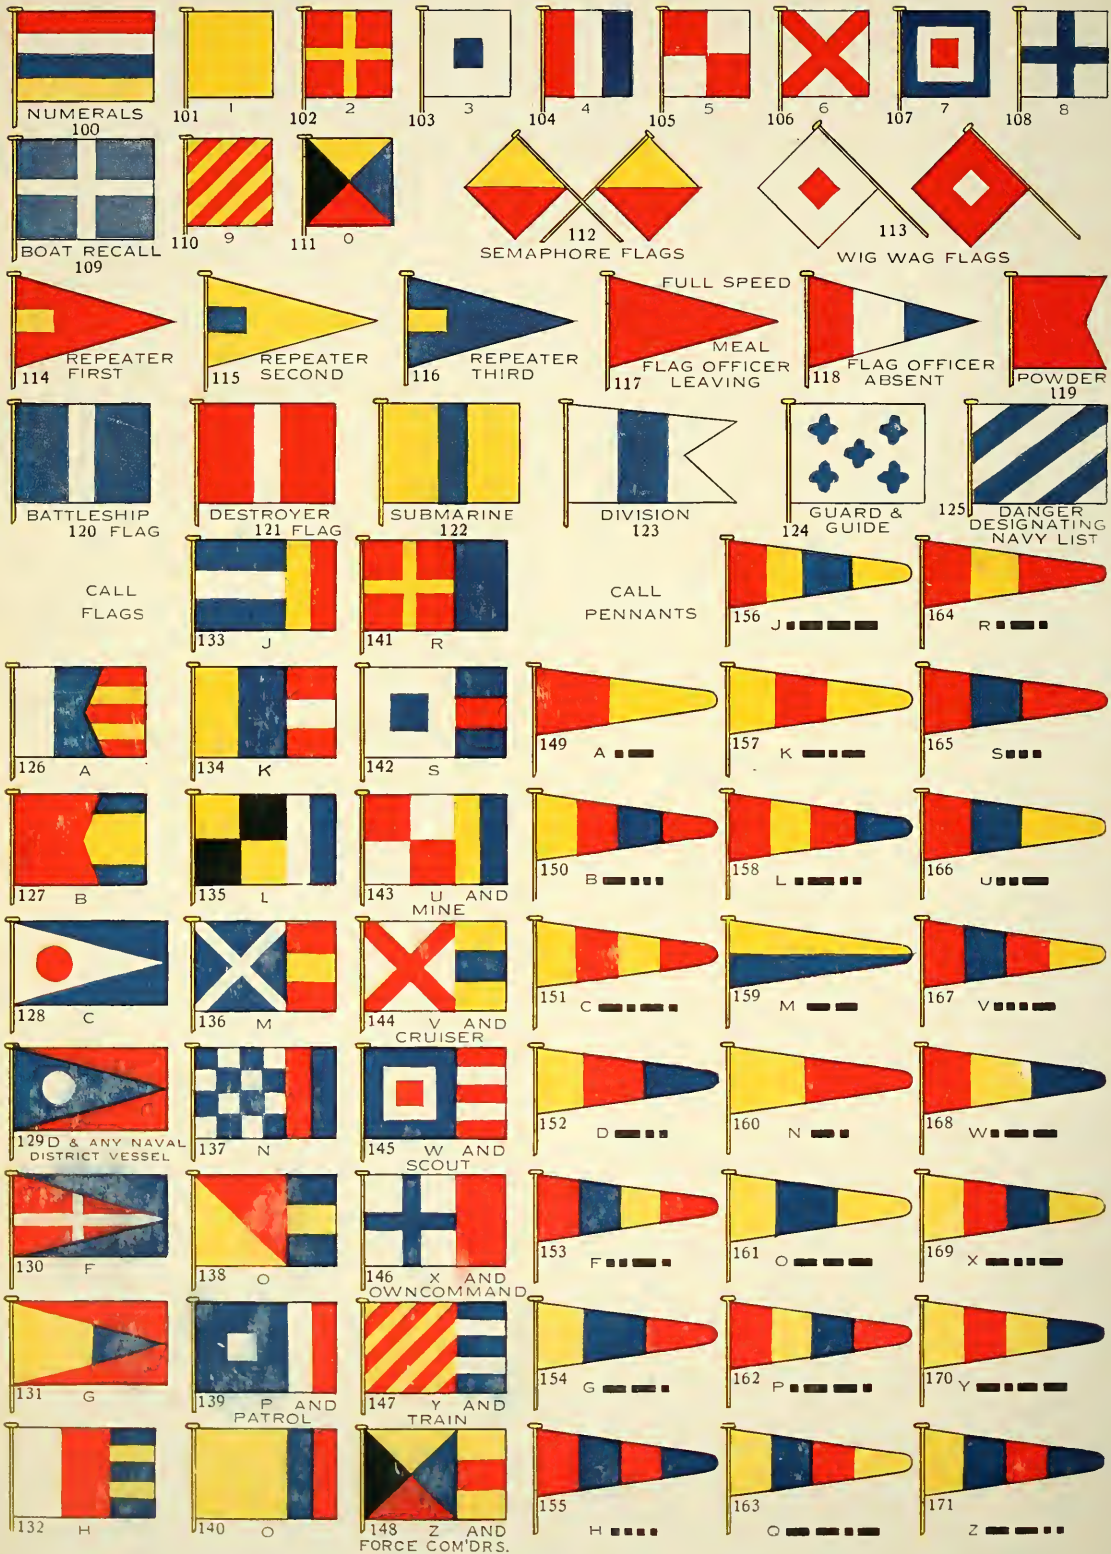 NUMERALS
100
101 1
102 2
103 3
104 4
105 5
106 6
107 7
108 8
BOAT RECALL
109
110 9
111 0
112
SEMAPHORE FLAGS
113
WIG WAG FLAGS
114 REPEATER
FIRST
115 REPEATER
SECOND
116 REPEATER
THIRD
FULL SPEED
MEAL
117 FLAG OFFICER
LEAVING
118 FLAG OFFICER
ABSENT
POWDER
119
BATTLESHIP
120 FLAG
DESTROYER
121 FLAG
SUBMARINE
122
DIVISION
123
GUARD &
124 GUIDE
125 DANGER
DESIGNATING
NAVY LIST
CALL
FLAGS
133 J
141 R
CALL
PENNANTS
156 J
164 R
126 A
134 K
142 S
149 A
157 K
165 S
127 B
135 L
143 U AND
MINE
150 B
158 L
166 U
128 C
136 M
144 V AND
CRUISER
151 C
159 M
167 V
129 D & ANY NAVAL
DISTRICT VESSEL
137 N
145 W AND
SCOUT
152 D
160 N
168 W
130 F
138 O
146 X AND
OWNCOMMAND
153 F
161 O
169 X
131 G
139 P AND
PATROL
147 Y AND
TRAIN
154 G
162 P
170 Y
132 H
140 O
148 Z AND
FORCE COM'DRS.
155 H
163 Q
171 Z